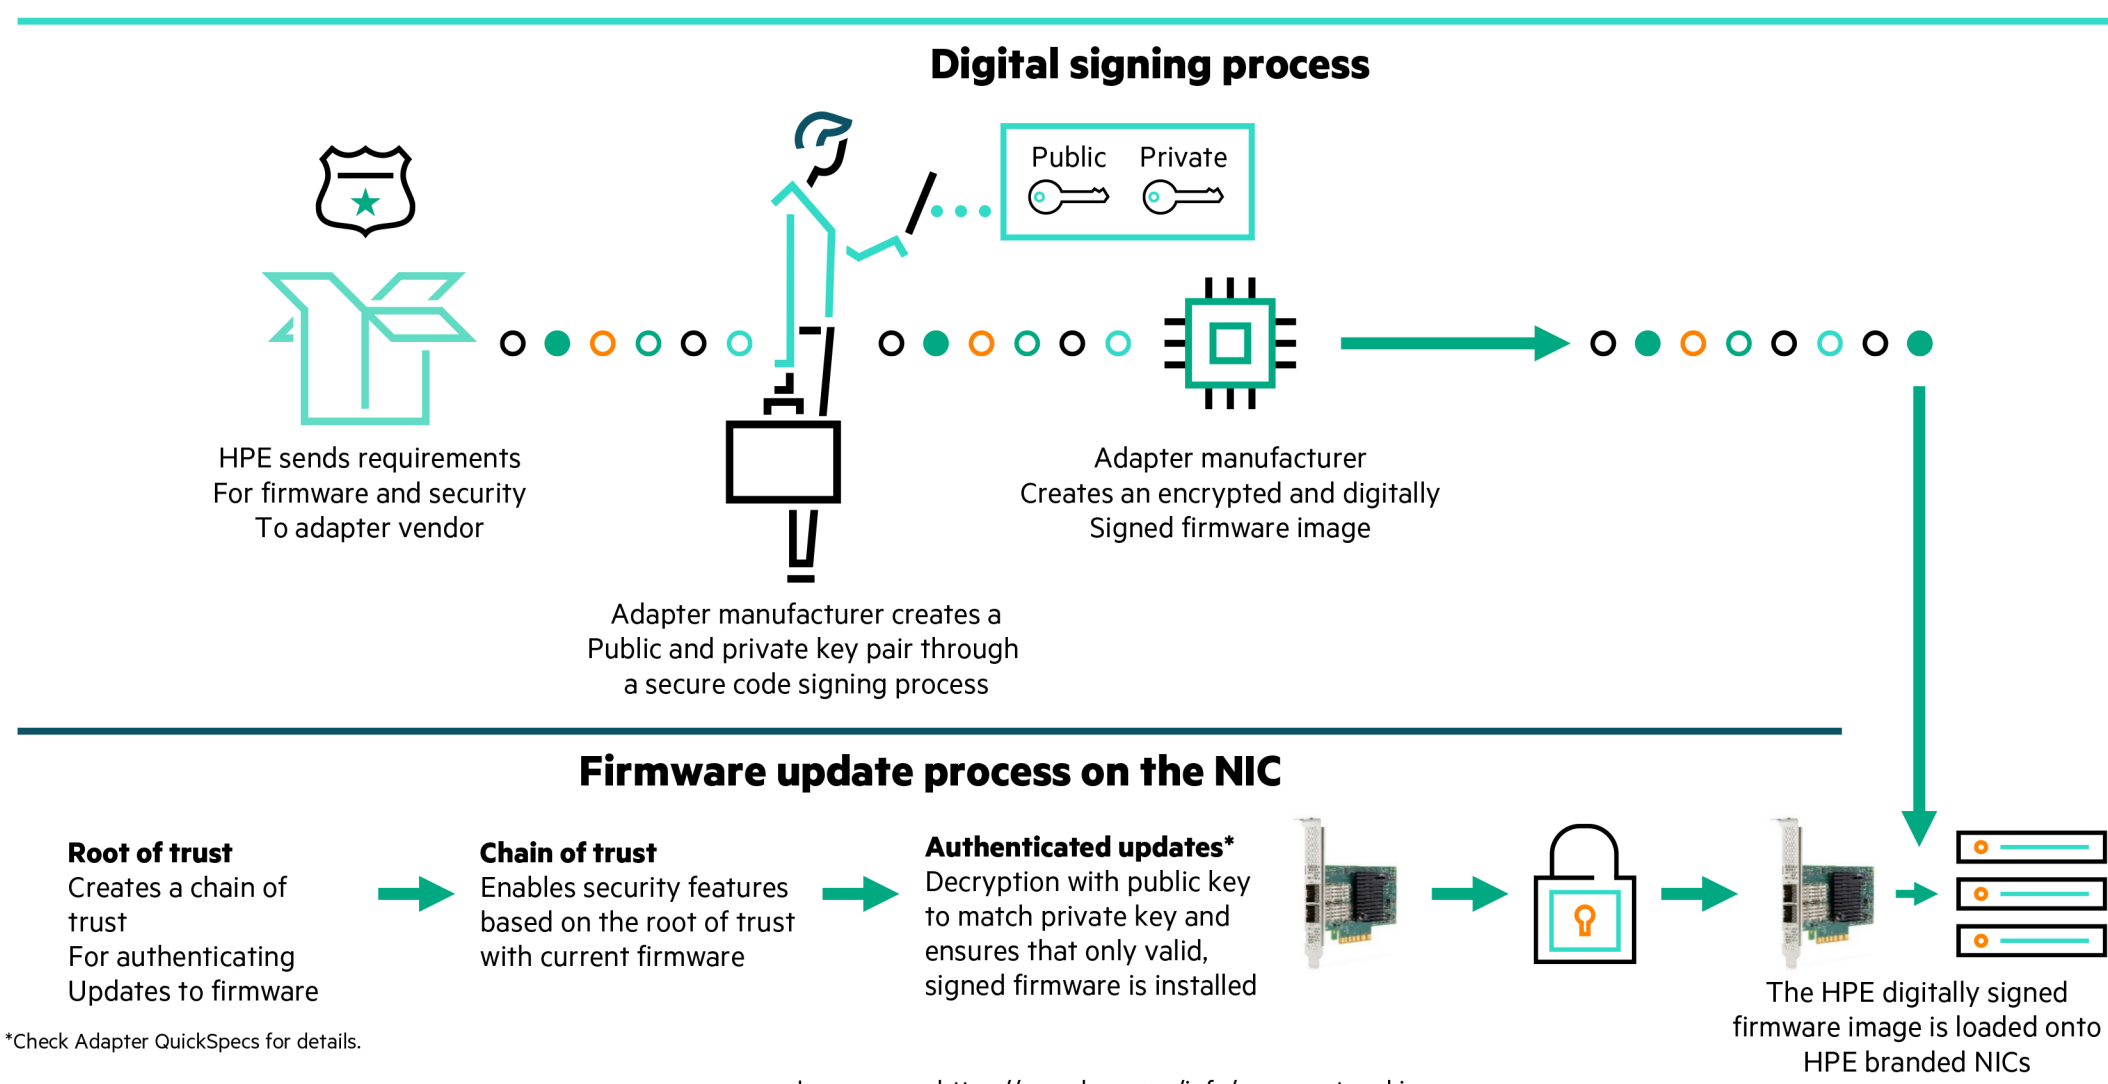 Digital signing process
Public Private
HPE sends requirements
For firmware and security
To adapter vendor
Adapter manufacturer creates a
Public and private key pair through
a secure code signing process
Adapter manufacturer
Creates an encrypted and digitally
Signed firmware image
Firmware update process on the NIC
Root of trust
Creates a chain of
trust
For authenticating
Updates to firmware
Chain of trust
Enables security features
based on the root of trust
with current firmware
Authenticated updates*
Decryption with public key
to match private key and
ensures that only valid,
signed firmware is installed
The HPE digitally signed
firmware image is loaded onto
HPE branded NICs
*Check Adapter QuickSpecs for details.